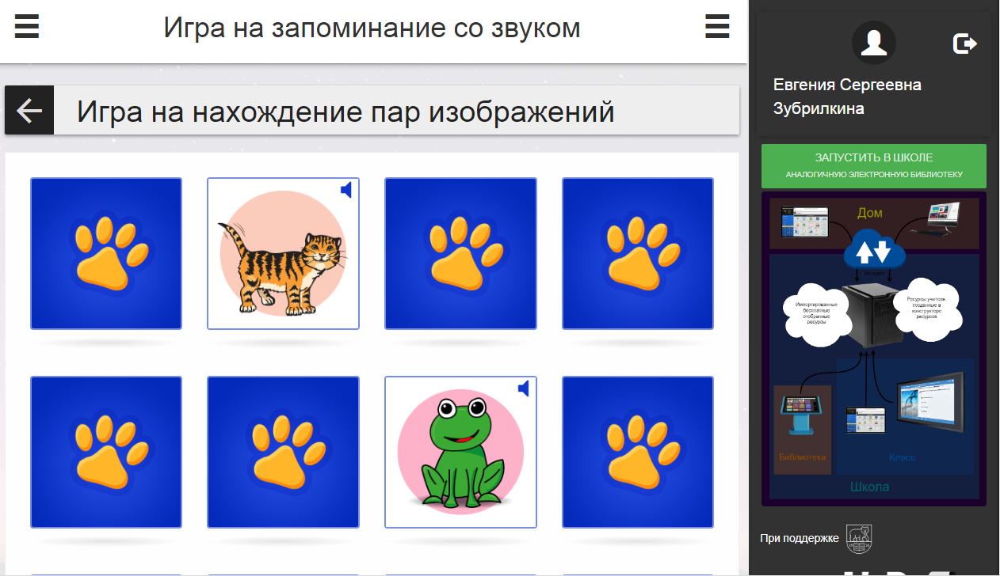 Игра на запоминание со звуком
Игра на нахождение пар изображений
Евгения Сергеевна
Зубрилкина
ЗАПУСТИТЬ В ШКОЛЕ
АНАЛОГИЧНУЮ ЭЛЕКТРОННУЮ БИБЛИОТЕКУ
Дом
Импортированные
бесплатные
отобранные
ресурсы
Ресурсы учителя,
созданные в
конструкторе
ресурсов
Библиотека
Класс
Школа
При поддержке